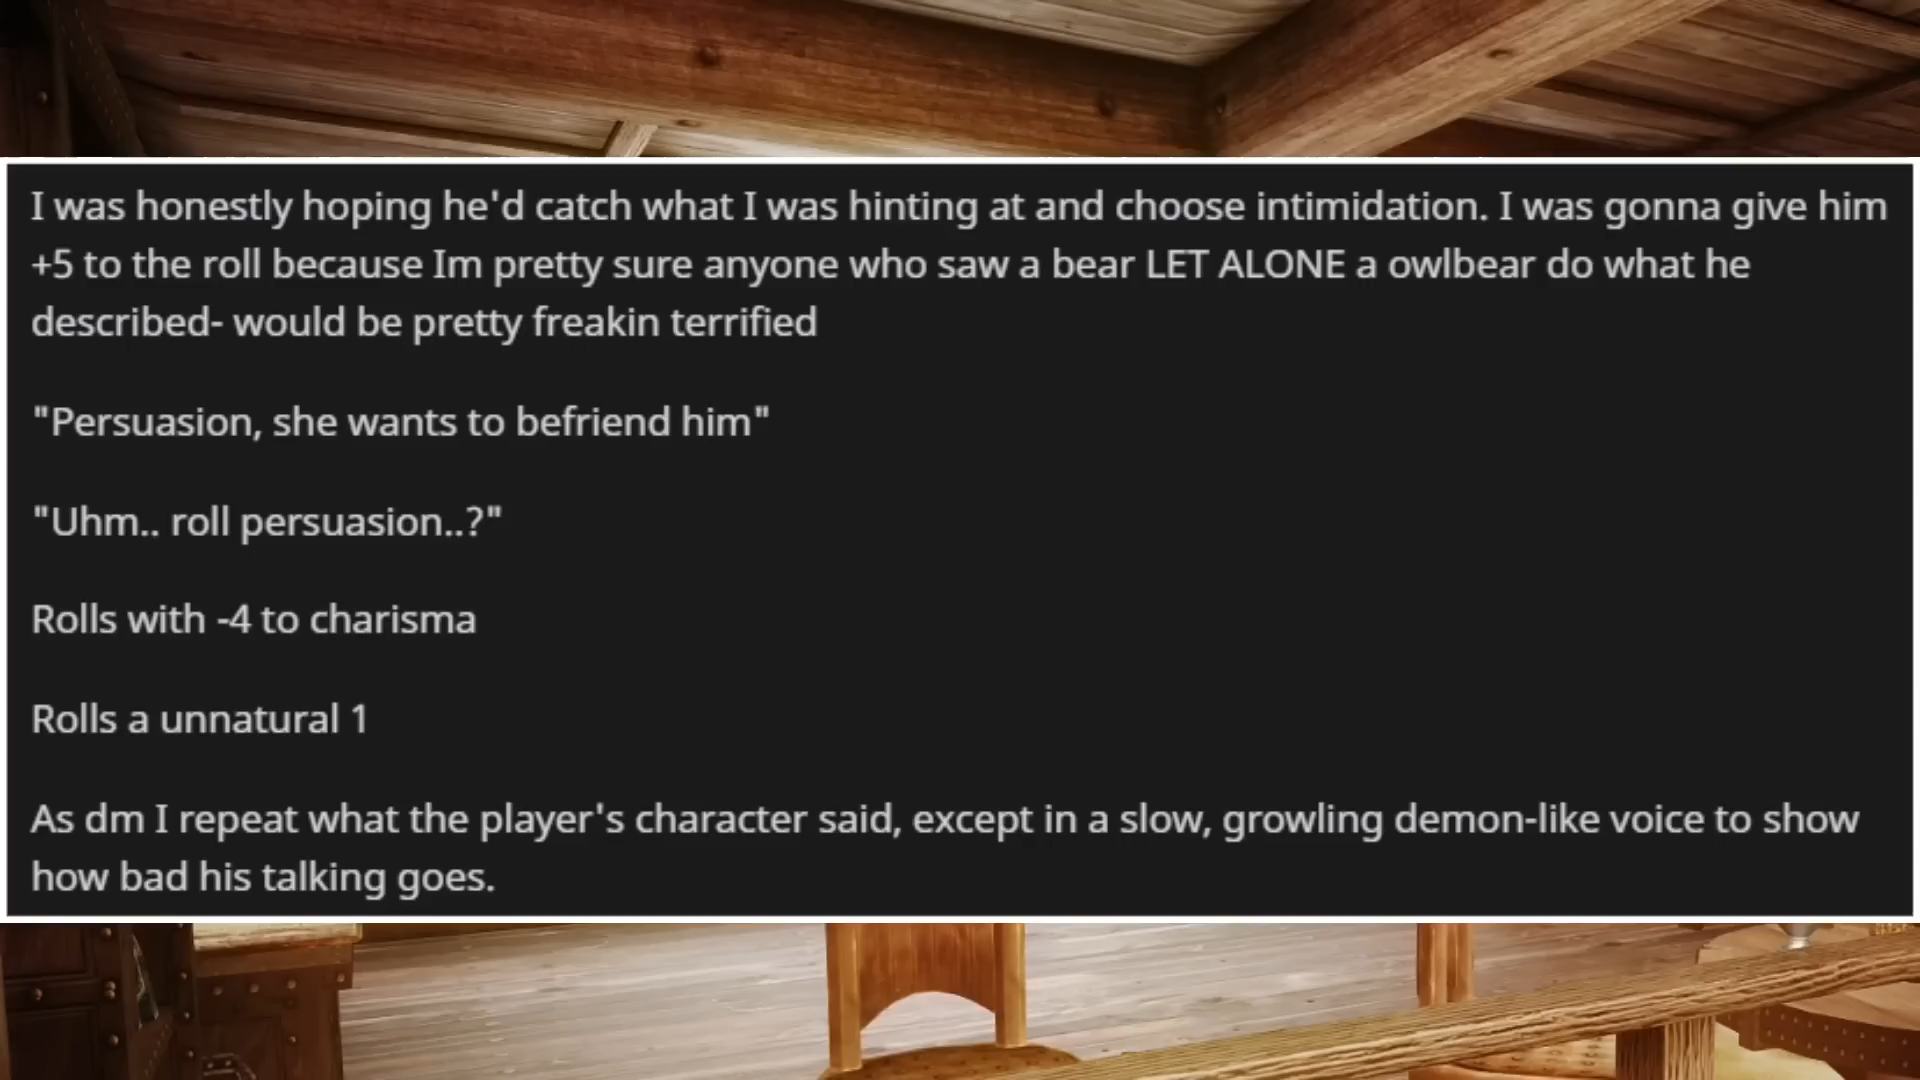 I was honestly hoping he'd catch what I was hinting at and choose intimidation. I was gonna give him
+5 to the roll because Im pretty sure anyone who saw a bear LET ALONE a owlbear do what he
described- would be pretty freakin terrified
"Persuasion, she wants to befriend him"
"Uhm.. roll persuasion..?"
Rolls with -4 to charisma
Rolls a unnatural 1
As dm I repeat what the player's character said, except in a slow, growling demon-like voice to show
how bad his talking goes.